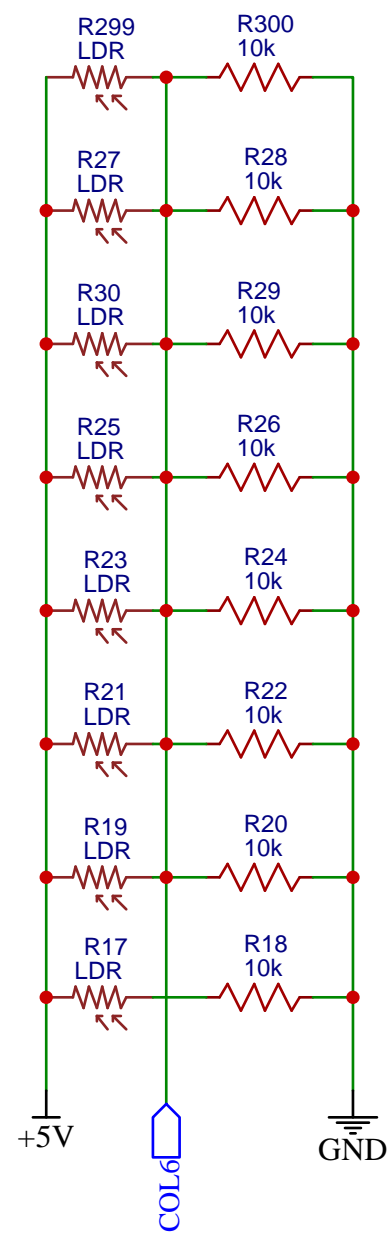 R299
LDR
R300
10k
R27
LDR
R28
10k
R30
LDR
R29
10k
R25
LDR
R26
10k
R23
LDR
R24
10k
R21
LDR
R22
10k
R19
LDR
R20
10k
R17
LDR
R18
10k
+5V
COL6
GND